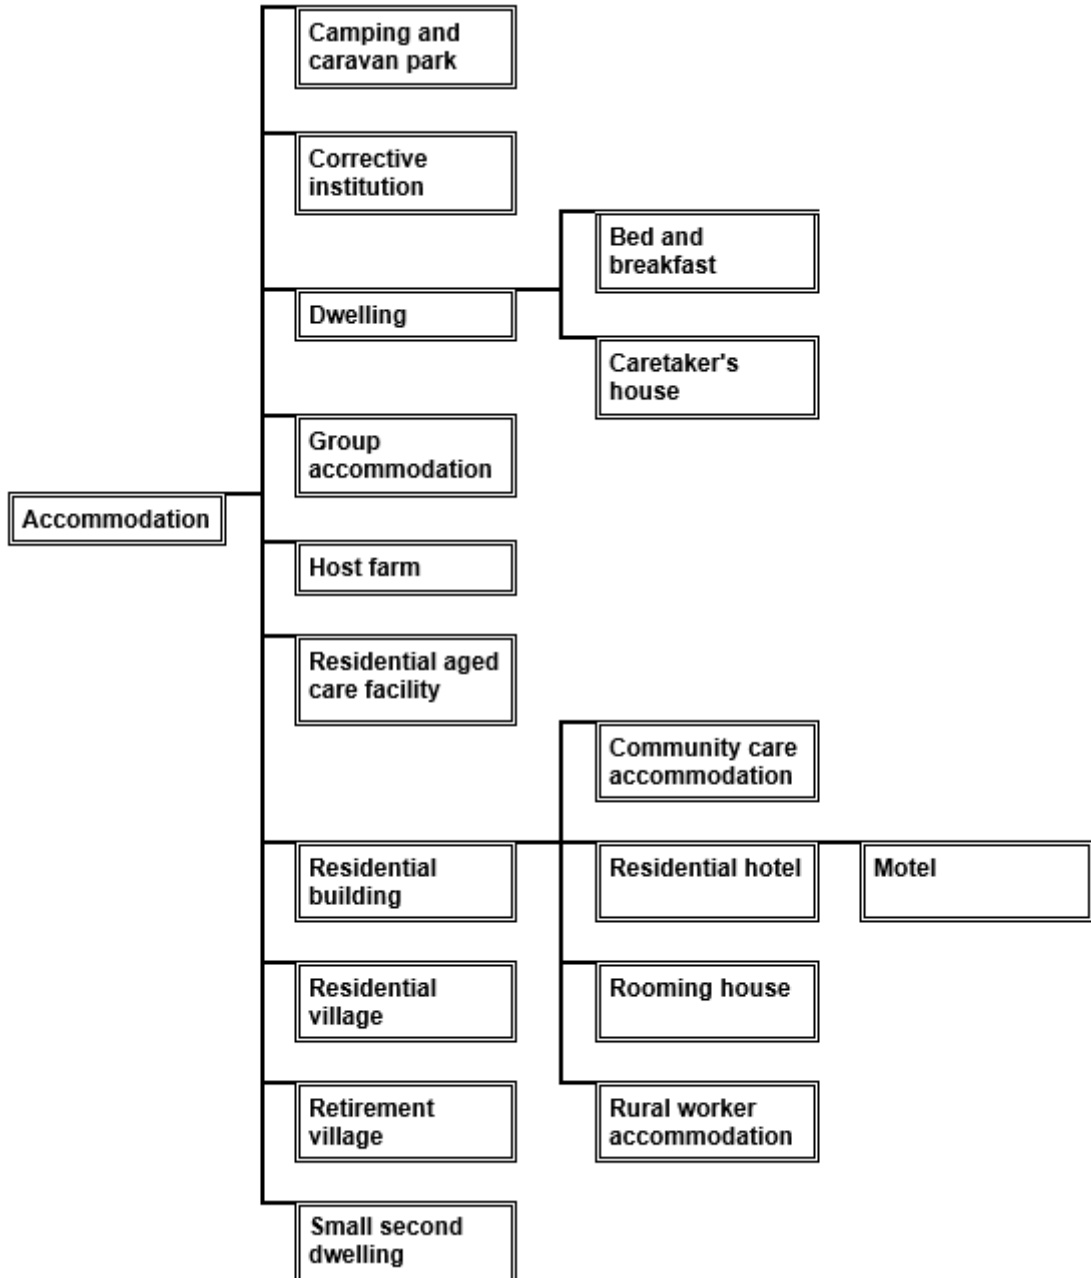 Camping and
caravan park
Corrective
institution
Bed and
breakfast
Dwelling
Caretaker's
house
Group
accommodation
Accommodation
Host farm
Residential aged
care facility
Community care
accommodation
Residential
building
Residential hotel
Motel
Residential
village
Rooming house
Retirement
village
Rural worker
accommodation
Small second
dwelling